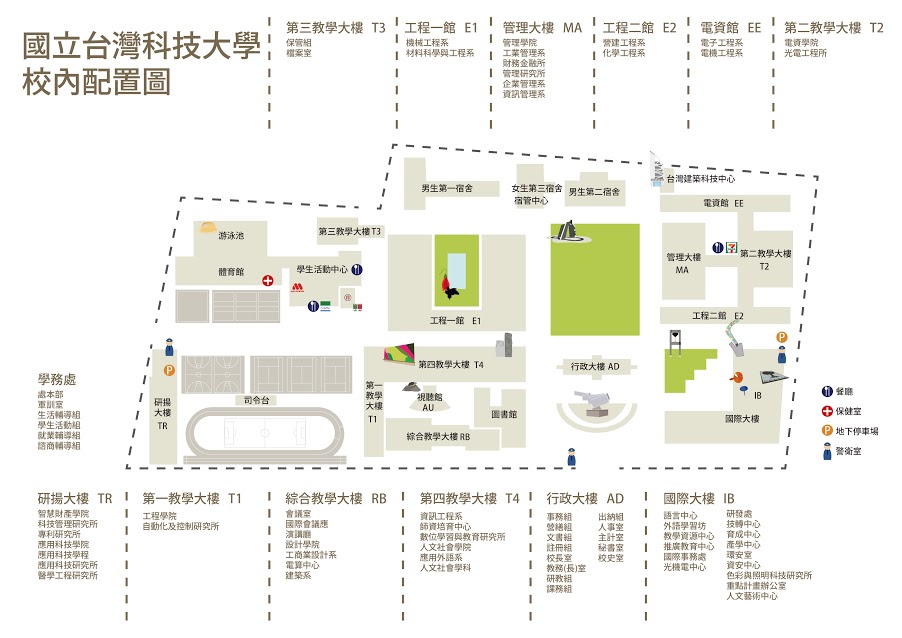 國立台灣科技大學
校內配置圖
第三教學大樓 T3
保管組
檔案室
工程一館 E1
機械工程系
材料科學與工程系
管理大樓 MA
管理學院
工業管理系
財務金融所
管理研究所
企業管理系
資訊管理系
工程二館 E2
營建工程系
化學工程系
電資館 EE
電子工程系
電機工程系
第二教學大樓 T2
電資學院
光電工程所
台灣建築科技中心
男生第一宿舍
女生第三宿舍
宿管中心
男生第二宿舍
電資館 EE
游泳池
第三教學大樓 T3
體育館
學生活動中心
管理大樓
MA
第二教學大樓
T2
工程一館 E1
工程二館 E2
第四教學大樓 T4
行政大樓 AD
IB
國際大樓
研揚
大樓
TR
司令台
第一
教學
大樓
T1
視聽館
AU
圖書館
綜合教學大樓 RB
學務處
處本部
軍訓室
生活輔導組
學生活動組
就業輔導組
諮商輔導組
餐廳
保健室
P 地下停車場
警衛室
研揚大樓 TR
智慧財產學院
科技管理研究所
專利研究所
應用科技學院
應用科技學程
應用科技研究所
醫學工程研究所
第一教學大樓 T1
工程學院
自動化及控制研究所
綜合教學大樓 RB
會議室
國際會議廳
演講廳
設計學院
工商業設計系
電算中心
建築系
第四教學大樓 T4
資訊工程系
師資培育中心
數位學習與教育研究所
人文社會學院
應用外語系
人文社會學科
行政大樓 AD
事務組
營繕組
文書組
註冊組
校長室
教務(長)室
研教組
課務組
出納組
人事室
主計室
秘書室
校史室
國際大樓 IB
語言中心
外語學習坊
教學資源中心
推廣教育中心
國際事務處
光機電中心
研發處
技轉中心
育成中心
產學中心
環安室
資安中心
色彩與照明科技研究所
重點計畫辦公室
人文藝術中心